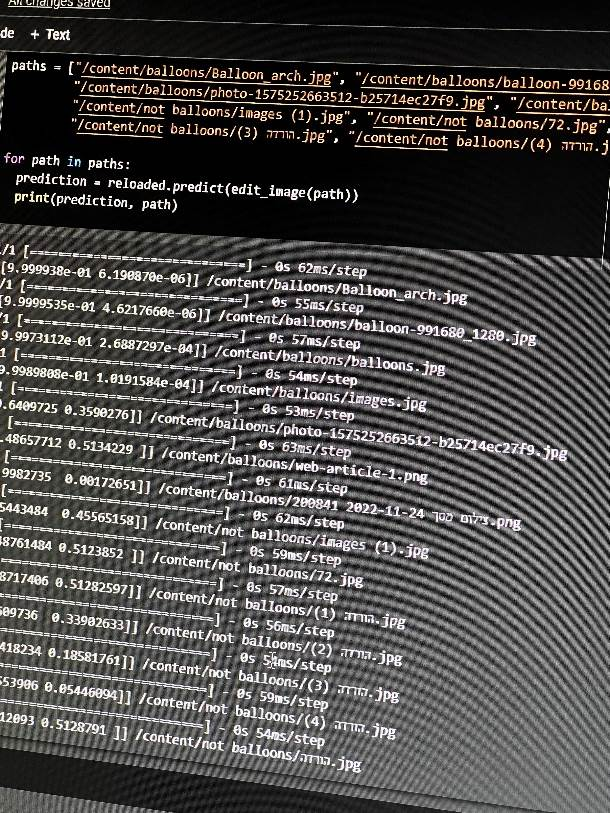 All changes saved
de + Text
paths = ["/content/balloons/Balloon_arch.jpg", "/content/balloons/balloon-99168
"/content/balloons/photo-1575252663512-b25714ec27f9.jpg", "/content/ba
"/content/not balloons/images (1).jpg", "/content/not balloons/72.jpg",
"/content/not balloons/(3) הורדה.jpg", "/content/not balloons/(4) הורדה.j
for path in paths:
prediction = reloaded.predict(edit_image(path))
print(prediction, path)
/1 [==============================] - 0s 62ms/step
[9.999938e-01 6.190870e-06]] /content/balloons/Balloon_arch.jpg
/1 [==============================] - 0s 55ms/step
[9.9999535e-01 4.6217660e-06]] /content/balloons/balloon-991680_1280.jpg
/1 [==============================] - 0s 57ms/step
9.9973112e-01 2.6887297e-04]] /content/balloons/balloons.jpg
1 [==============================] - 0s 54ms/step
9.9989808e-01 1.0191584e-04]] /content/balloons/images.jpg
[==============================] - 0s 53ms/step
.6409725 0.3590276]] /content/balloons/photo-1575252663512-b25714ec27f9.jpg
[==============================] - 0s 63ms/step
.48657712 0.5134229 ]] /content/balloons/web-article-1.png
[==============================] - 0s 61ms/step
9982735 0.00172651]] /content/balloons/200841 2022-11-24 צילום מסך.png
[==============================] - 0s 62ms/step
5443484 0.45565158]] /content/not balloons/images (1).jpg
==============================] - 0s 59ms/step
8761484 0.5123852 ]] /content/not balloons/72.jpg
==============================] - 0s 57ms/step
8717406 0.51282597]] /content/not balloons/(1) הורדה.jpg
==============================] - 0s 56ms/step
609736 0.33902633]] /content/not balloons/(2) הורדה.jpg
==============================] - 0s 54ms/step
418234 0.18581761]] /content/not balloons/(3) הורדה.jpg
==============================] - 0s 59ms/step
553906 0.05446094]] /content/not balloons/(4) הורדה.jpg
==============================] - 0s 54ms/step
12093 0.5128791 ]] /content/not balloons/הורדה.jpg